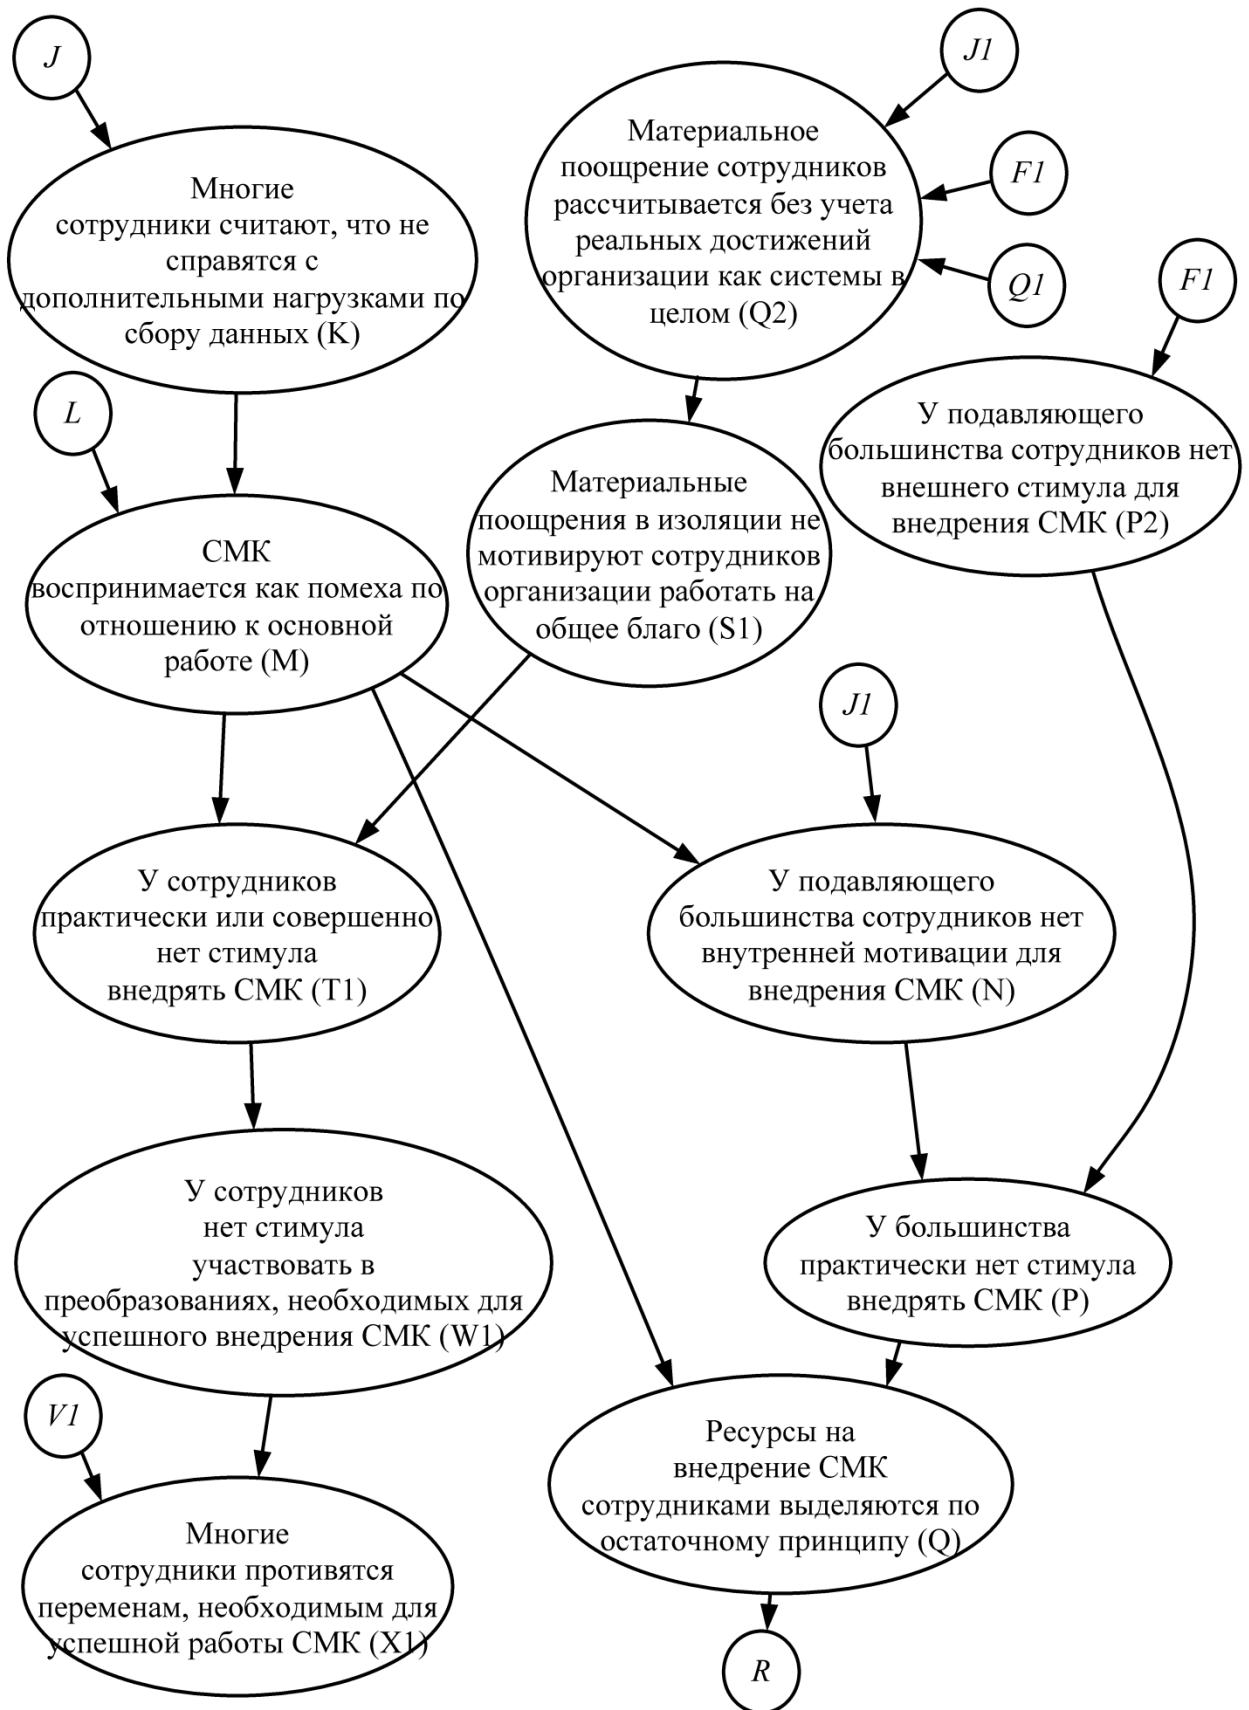 J
J1
Материальное
поощрение сотрудников
рассчитывается без учета
реальных достижений
организации как системы в
целом (Q2)
F1
Q1
F1
Многие
сотрудники считают, что не
справятся с
дополнительными нагрузками по
сбору данных (K)
L
У подавляющего
большинства сотрудников нет
внешнего стимула для
внедрения СМК (P2)
Материальные
поощрения в изоляции не
мотивируют сотрудников
организации работать на
общее благо (S1)
СМК
воспринимается как помеха по
отношению к основной
работе (M)
J1
У сотрудников
практически или совершенно
нет стимула
внедрять СМК (T1)
У подавляющего
большинства сотрудников нет
внутренней мотивации для
внедрения СМК (N)
У сотрудников
нет стимула
участвовать в
преобразованиях, необходимых для
успешного внедрения СМК (W1)
У большинства
практически нет стимула
внедрять СМК (P)
V1
Ресурсы на
внедрение СМК
сотрудниками выделяются по
остаточному принципу (Q)
Многие
сотрудники противятся
переменам, необходимым для
успешной работы СМК (X1)
R